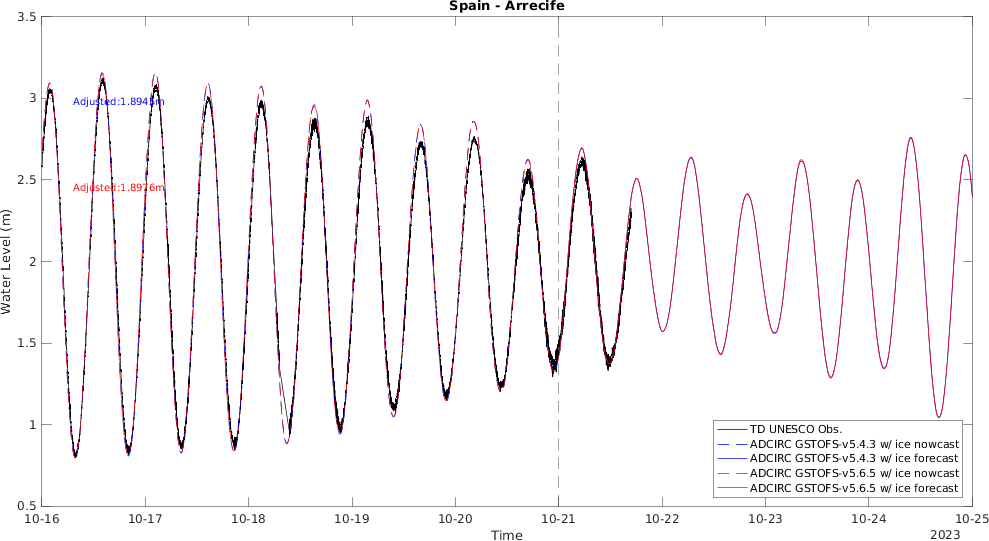 Spain - Arrecife
3.5
3
2.5
2
1.5
1
0.5
Water Level (m)
Adjusted:1.8945m
Adjusted:1.8976m
TD UNESCO Obs.
ADCIRC GSTOFS-v5.4.3 w/ ice nowcast
ADCIRC GSTOFS-v5.4.3 w/ ice forecast
ADCIRC GSTOFS-v5.6.5 w/ ice nowcast
ADCIRC GSTOFS-v5.6.5 w/ ice forecast
10-16 10-17 10-18 10-19 10-20 10-21 10-22 10-23 10-24 10-25
Time
2023